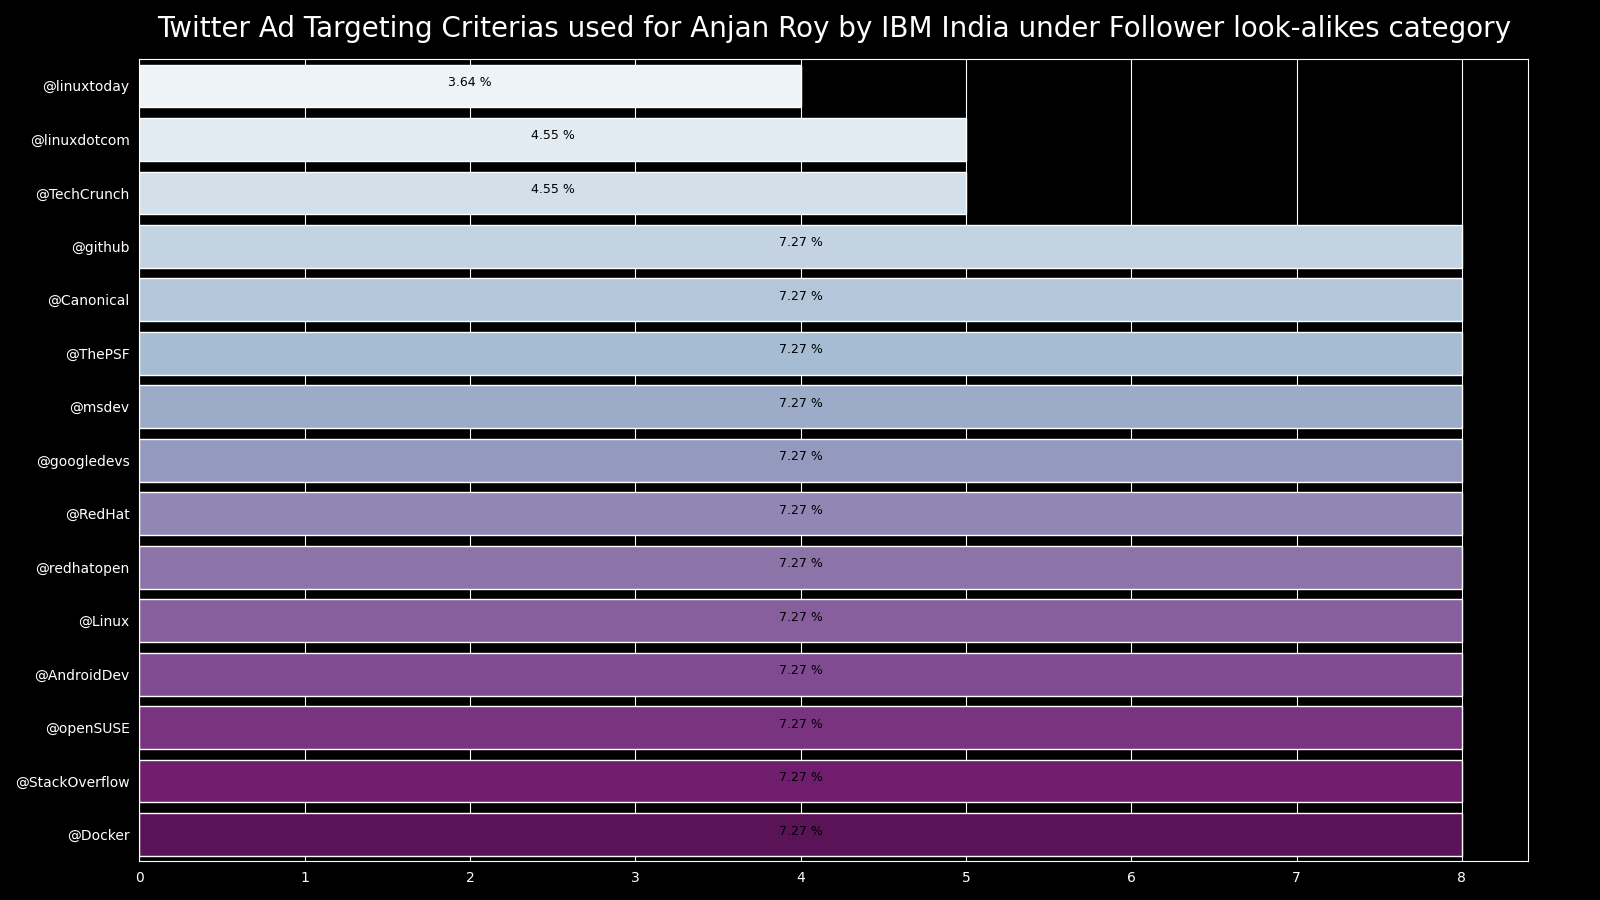 Twitter Ad Targeting Criterias used for Anjan Roy by IBM India under Follower look-alikes category
@linuxtoday 3.64 %
@linuxdotcom 4.55 %
@TechCrunch 4.55 %
@github 7.27 %
@Canonical 7.27 %
@ThePSF 7.27 %
@msdev 7.27 %
@googledevs 7.27 %
@RedHat 7.27 %
@redhatopen 7.27 %
@Linux 7.27 %
@AndroidDev 7.27 %
@openSUSE 7.27 %
@StackOverflow 7.27 %
@Docker 7.27 %
0 1 2 3 4 5 6 7 8